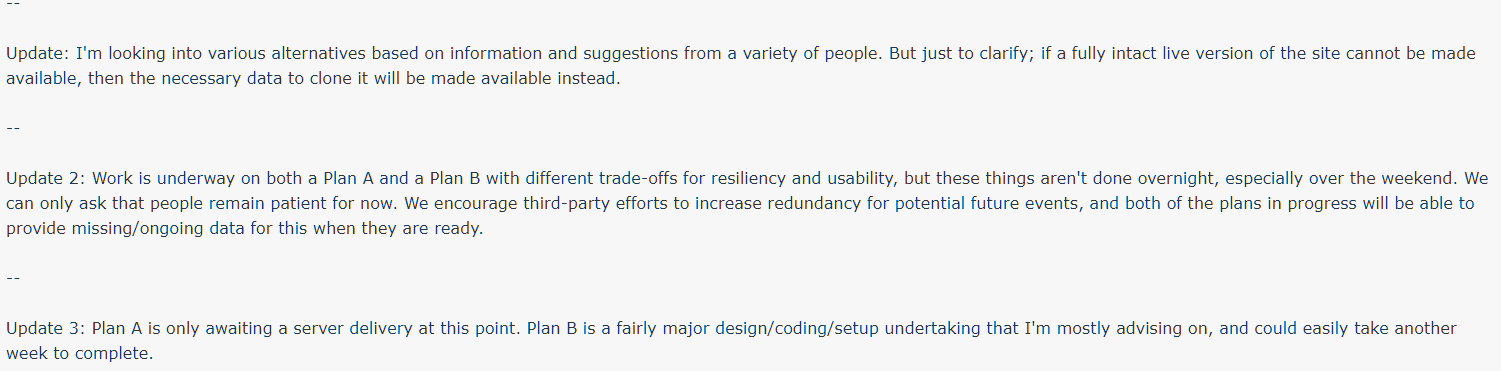 --
Update: I'm looking into various alternatives based on information and suggestions from a variety of people. But just to clarify; if a fully intact live version of the site cannot be made
available, then the necessary data to clone it will be made available instead.
--
Update 2: Work is underway on both a Plan A and a Plan B with different trade-offs for resiliency and usability, but these things aren't done overnight, especially over the weekend. We
can only ask that people remain patient for now. We encourage third-party efforts to increase redundancy for potential future events, and both of the plans in progress will be able to
provide missing/ongoing data for this when they are ready.
--
Update 3: Plan A is only awaiting a server delivery at this point. Plan B is a fairly major design/coding/setup undertaking that I'm mostly advising on, and could easily take another
week to complete.